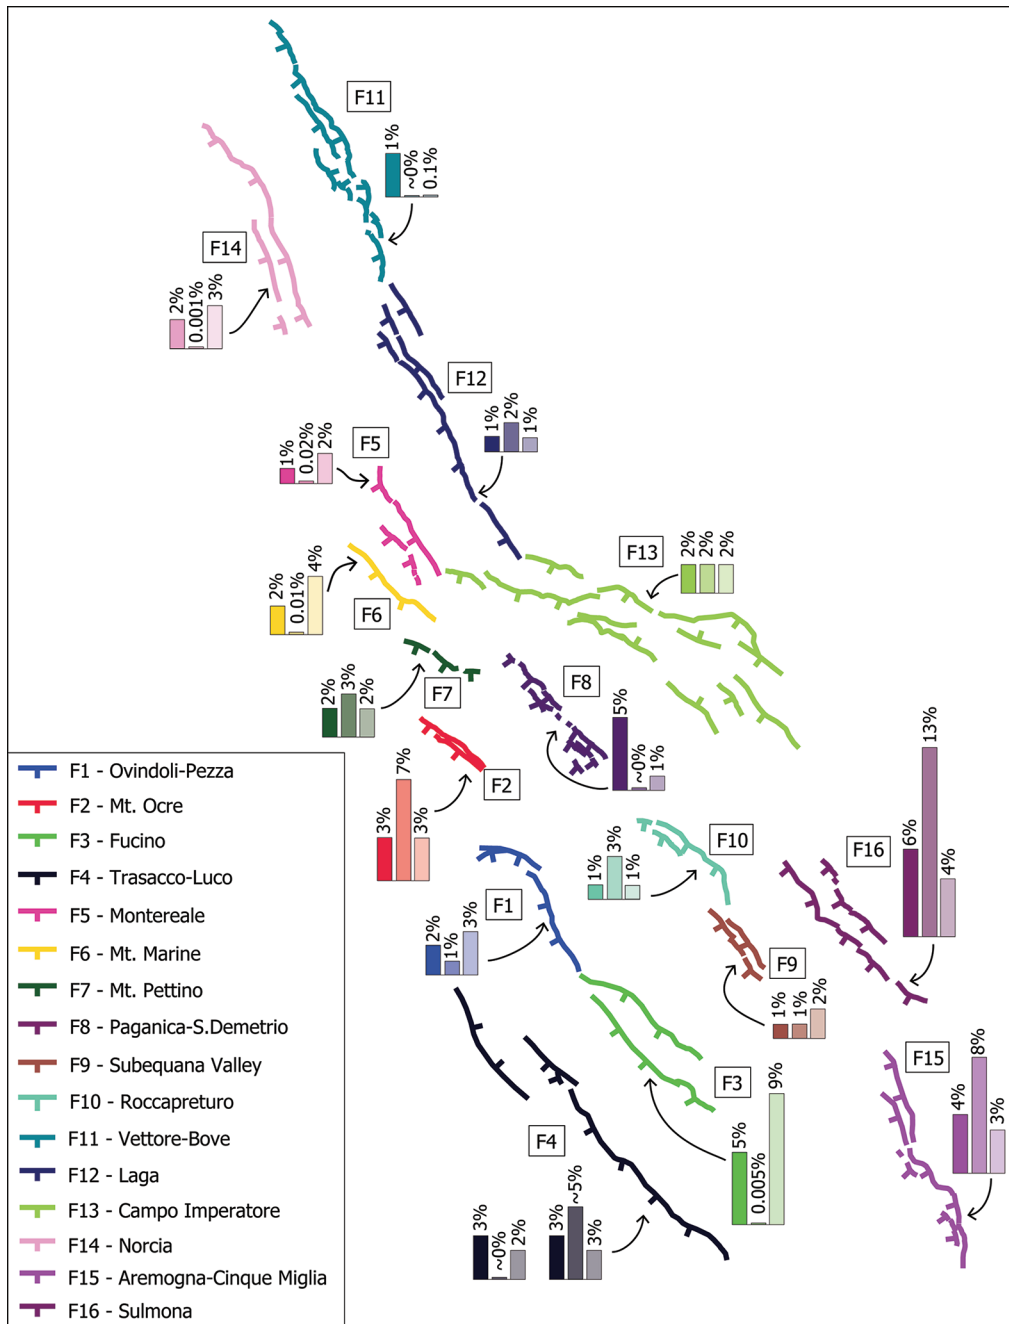 F11
1%
~0%
0.1%
F14
2%
0.001%
3%
F12
1%
2%
1%
F5
1%
0.02%
2%
F13
2%
2%
2%
F6
2%
0.01%
4%
F7
2%
3%
2%
F8
5%
~0%
1%
F2
3%
7%
3%
F10
1%
3%
1%
F16
6%
13%
4%
F1
2%
1%
3%
F9
1%
1%
2%
F15
4%
8%
3%
F3
5%
0.005%
9%
F4
3%
~0%
2%
3%
~5%
3%
F1 - Ovindoli-Pezza
F2 - Mt. Ocre
F3 - Fucino
F4 - Trasacco-Luco
F5 - Montereale
F6 - Mt. Marine
F7 - Mt. Pettino
F8 - Paganica-S.Demetrio
F9 - Subequana Valley
F10 - Roccapreturo
F11 - Vettore-Bove
F12 - Laga
F13 - Campo Imperatore
F14 - Norcia
F15 - Aremogna-Cinque Miglia
F16 - Sulmona